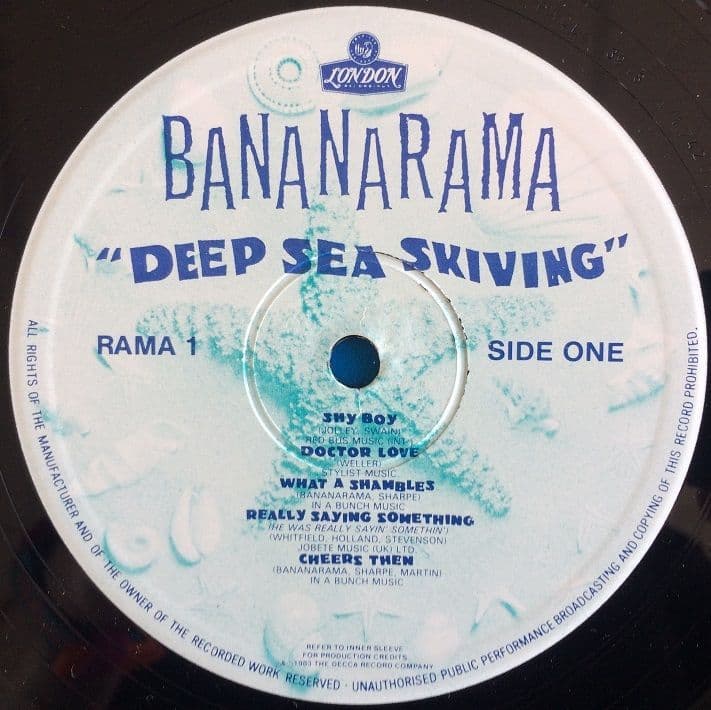 LONDON
BANANARAMA
"DEEP SEA SKIVING"
RAMA 1
SIDE ONE
SHY BOY
(JOLLEY, SWAIN)
RED BUS MUSIC (INT.)
DOCTOR LOVE
(WELLER)
STYLIST MUSIC
WHAT A SHAMBLES
(BANANARAMA, SHARPE)
IN A BUNCH MUSIC
REALLY SAYING SOMETHING
(HE WAS REALLY SAYIN' SOMETHIN')
(WHITFIELD, HOLLAND, STEVENSON)
JOBETE MUSIC (UK) LTD.
CHEERS THEN
(BANANARAMA, SHARPE, MARTIN)
IN A BUNCH MUSIC
REFER TO INNER SLEEVE
FOR PRODUCTION CREDITS
1983 THE DECCA RECORD COMPANY
ALL RIGHTS OF THE MANUFACTURER AND OF THE OWNER OF THE RECORDED WORK RESERVED · UNAUTHORISED PUBLIC PERFORMANCE BROADCASTING AND COPYING OF THIS RECORD PROHIBITED.